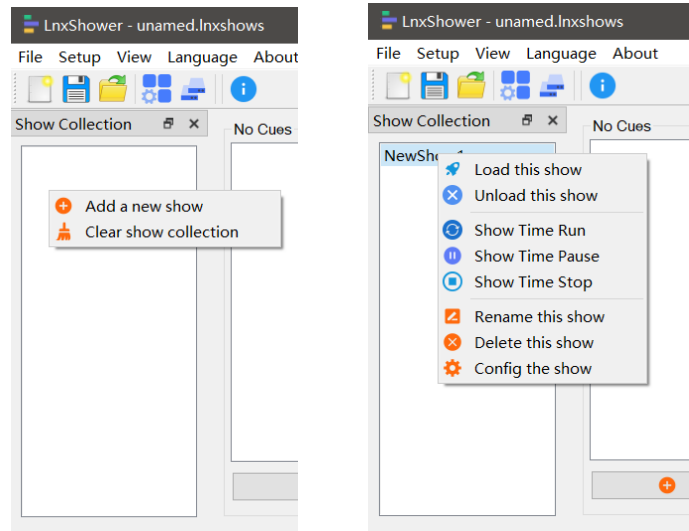 LnxShower - unamed.lnxshows
File Setup View Language About
Show Collection
No Cues
Add a new show
Clear show collection
LnxShower - unamed.lnxshows
File Setup View Language About
Show Collection
No Cues
Load this show
Unload this show
Show Time Run
Show Time Pause
Show Time Stop
Rename this show
Delete this show
Config the show